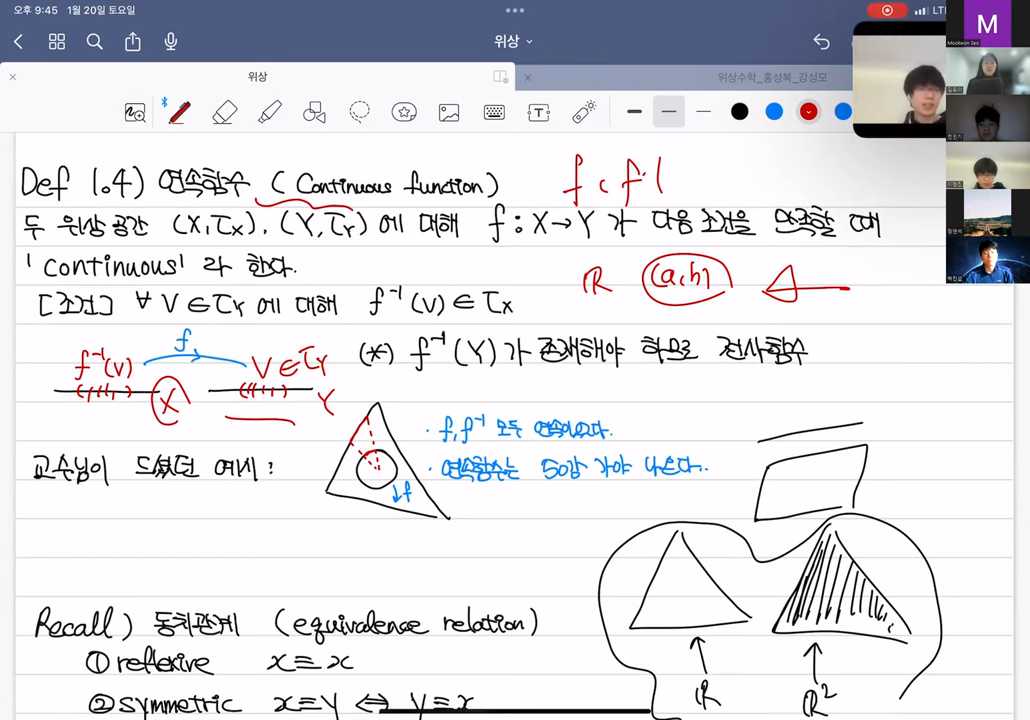 오후 9:45 1월 20일 토요일
LTE
M
Mookwon Seo
위상
위상
위상수학_홍성복_강성모
Def 1.4) 연속함수 (Continuous function)
f < f-1
두 위상공간 (X,τx), (Y,τY)에 대해 f : X→Y 가 다음 조건을 만족할 때
'continuous' 라 한다.
ℝ (a,b)
[조건] ∀ V ∈ τY 에 대해 f⁻¹(V) ∈ τx
f
f⁻¹(V) V ∈ τY
(*) f⁻¹(Y)가 존재해야 하므로 전사함수
X Y
· f, f⁻¹ 모두 연속이다.
교수님이 드셨던 예시:
· 연속함수는 50강 가야 나온다.
↓f
Recall) 동치관계 (equivalence relation)
① reflexive x≡x
ℝ ℝ²
② symmetric x≡y ⇔ y≡x